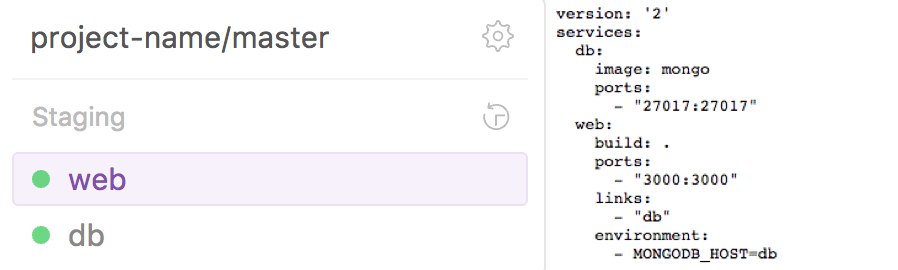 project-name/master
Staging
web
db
version: '2'
services:
  db:
    image: mongo
    ports:
      - "27017:27017"
  web:
    build: .
    ports:
      - "3000:3000"
    links:
      - "db"
    environment:
      - MONGODB_HOST=db